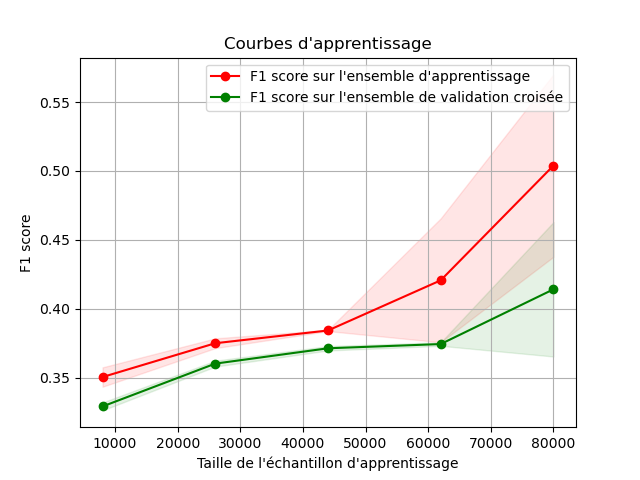 Courbes d'apprentissage
F1 score sur l'ensemble d'apprentissage
F1 score sur l'ensemble de validation croisée
F1 score
0.55
0.50
0.45
0.40
0.35
10000 20000 30000 40000 50000 60000 70000 80000
Taille de l'échantillon d'apprentissage